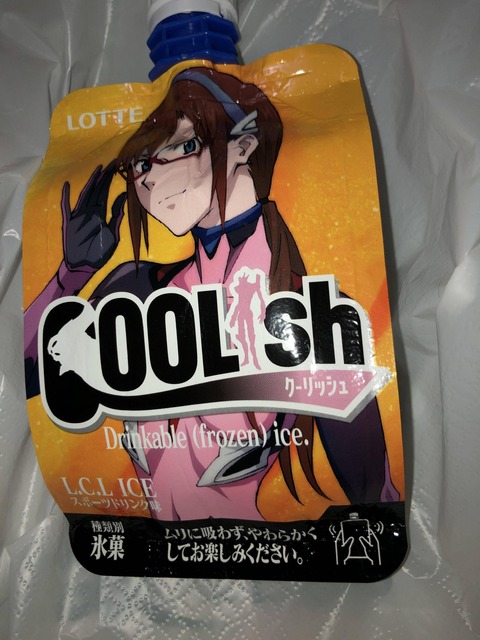 LOTTE
COOLish
クーリッシュ
Drinkable (frozen) ice.
L.C.L ICE
スポーツドリンク味
種類別
氷菓
ムリに吸わず、やわらかく
してお楽しみください。